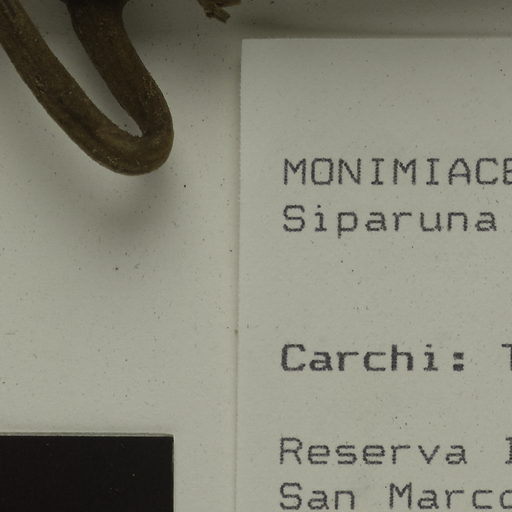 MONIMIACE
Siparuna
Carchi:
Reserva
San Marco